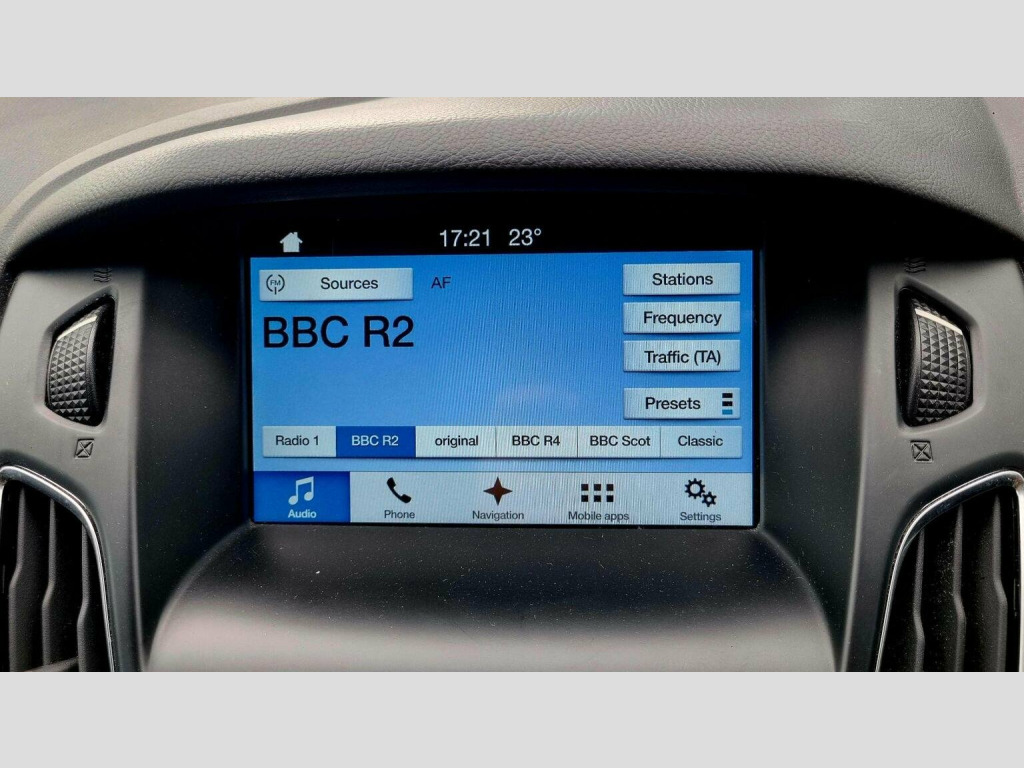 17:21 23°
FM Sources AF Stations
BBC R2
Frequency
Traffic (TA)
Presets
Radio 1 BBC R2 original BBC R4 BBC Scot Classic
Audio Phone Navigation Mobile apps Settings